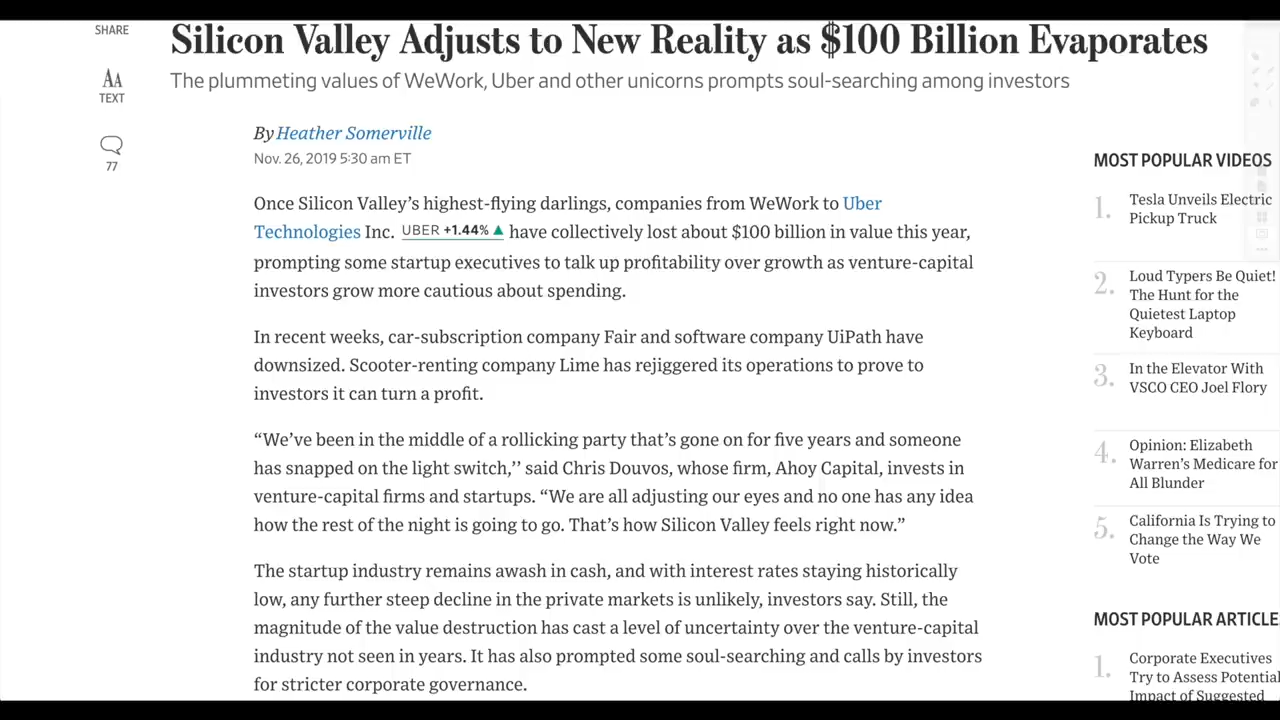 SHARE
Silicon Valley Adjusts to New Reality as $100 Billion Evaporates
AA
TEXT
The plummeting values of WeWork, Uber and other unicorns prompts soul-searching among investors
77
By Heather Somerville
Nov. 26, 2019 5:30 am ET
Once Silicon Valley’s highest-flying darlings, companies from WeWork to Uber
Technologies Inc. UBER +1.44% ▲ have collectively lost about $100 billion in value this year,
prompting some startup executives to talk up profitability over growth as venture-capital
investors grow more cautious about spending.
In recent weeks, car-subscription company Fair and software company UiPath have
downsized. Scooter-renting company Lime has rejiggered its operations to prove to
investors it can turn a profit.
“We’ve been in the middle of a rollicking party that’s gone on for five years and someone
has snapped on the light switch,’’ said Chris Douvos, whose firm, Ahoy Capital, invests in
venture-capital firms and startups. “We are all adjusting our eyes and no one has any idea
how the rest of the night is going to go. That’s how Silicon Valley feels right now.”
The startup industry remains awash in cash, and with interest rates staying historically
low, any further steep decline in the private markets is unlikely, investors say. Still, the
magnitude of the value destruction has cast a level of uncertainty over the venture-capital
industry not seen in years. It has also prompted some soul-searching and calls by investors
for stricter corporate governance.
MOST POPULAR VIDEOS
1. Tesla Unveils Electric
Pickup Truck
2. Loud Typers Be Quiet!
The Hunt for the
Quietest Laptop
Keyboard
3. In the Elevator With
VSCO CEO Joel Flory
4. Opinion: Elizabeth
Warren’s Medicare for
All Blunder
5. California Is Trying to
Change the Way We
Vote
MOST POPULAR ARTICLE
1. Corporate Executives
Try to Assess Potential
Impact of Suggested